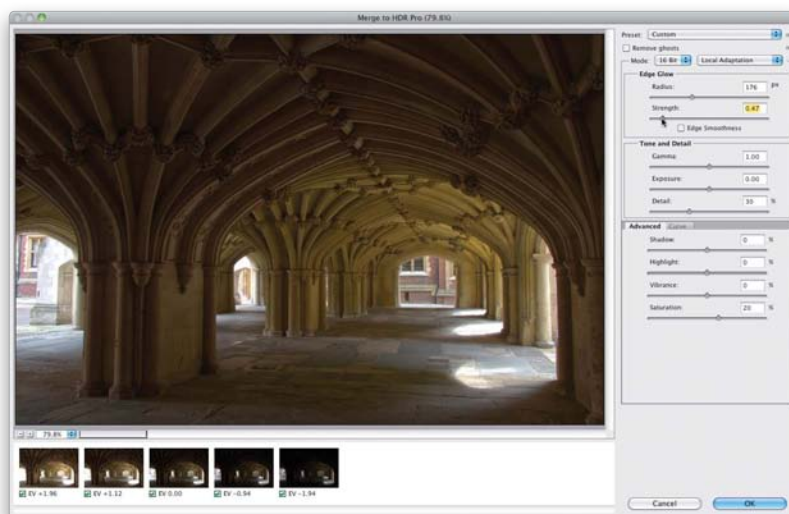 Merge to HDR Pro (79.8%)
Preset: Custom
Remove ghosts
Mode: 16 Bit Local Adaptation
Edge Glow
Radius: 176 px
Strength: 0.47
Edge Smoothness
Tone and Detail
Gamma: 1.00
Exposure: 0.00
Detail: 30 %
Advanced Curve
Shadow: 0 %
Highlight: 0 %
Vibrance: 0 %
Saturation: 20 %
79.8%
EV +1.96 EV +1.12 EV 0.00 EV -0.94 EV -1.94
Cancel OK